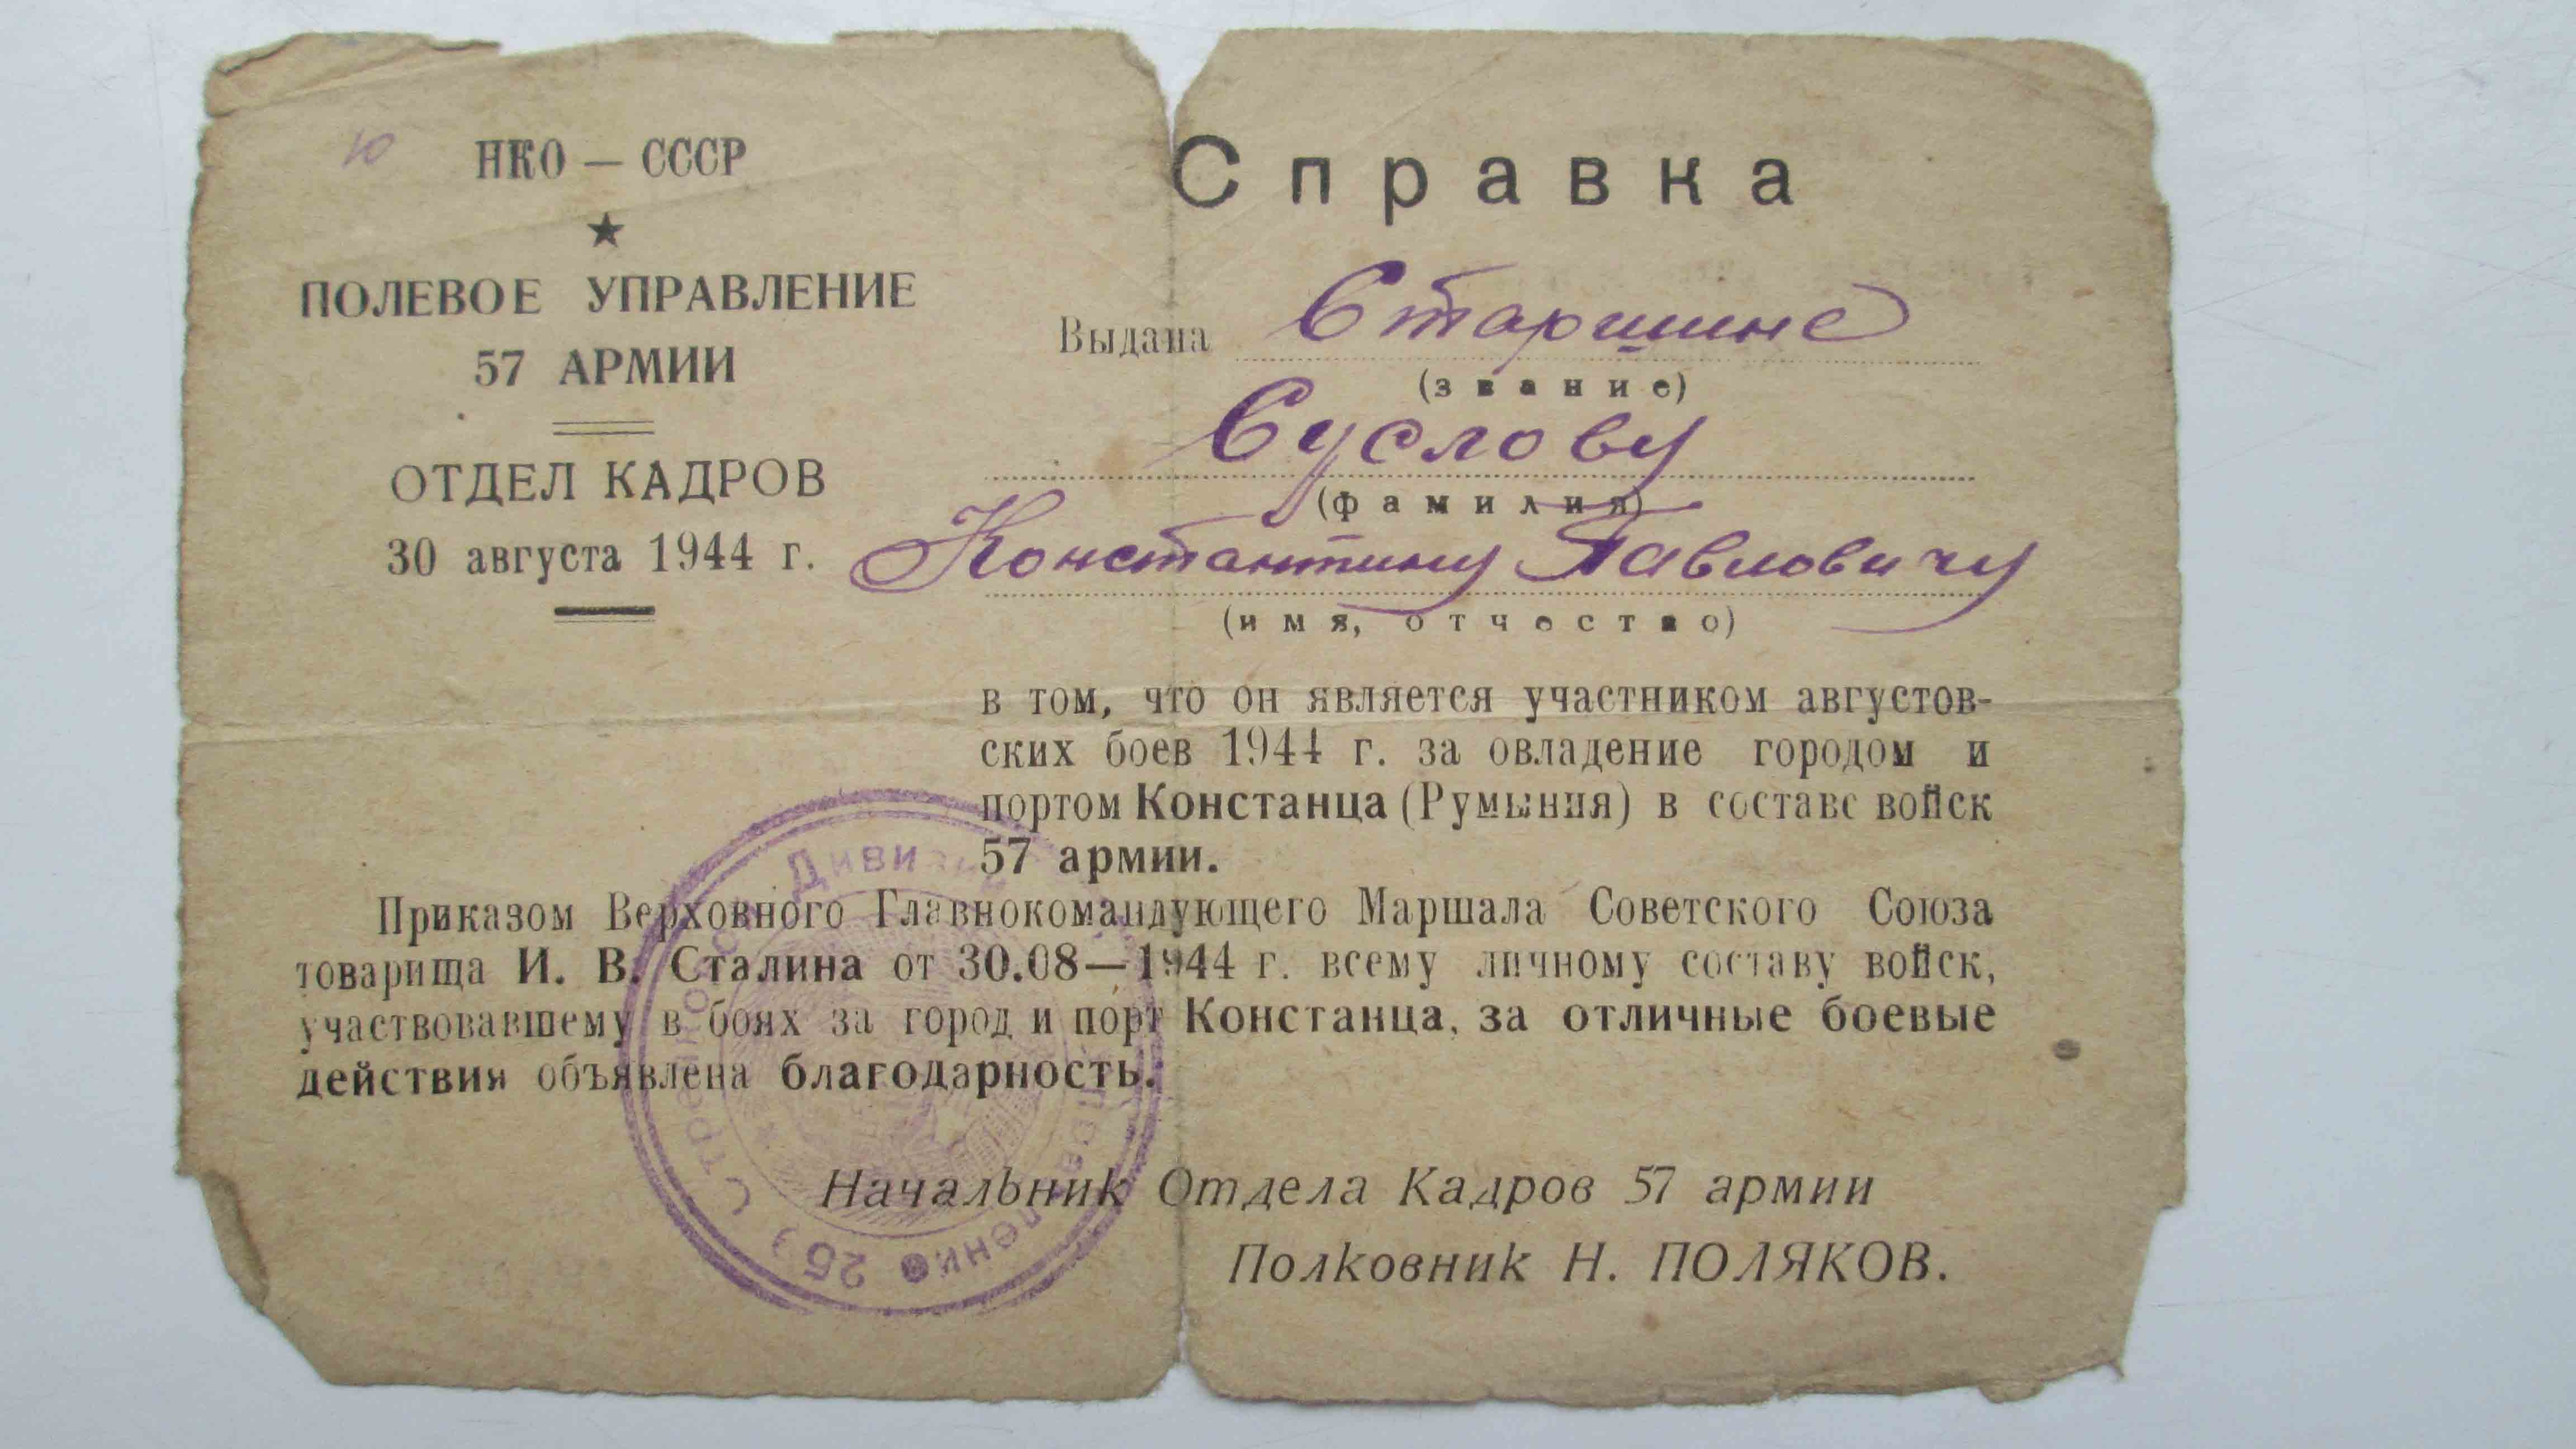 НКО — СССР
★
ПОЛЕВОЕ УПРАВЛЕНИЕ
57 АРМИИ
ОТДЕЛ КАДРОВ
30 августа 1944 г.
Справка
Выдана Старшине
(звание)
Суслову
(фамилия)
Константину Павловичу
(имя, отчество)
в том, что он является участником августов-
ских боев 1944 г. за овладение городом и
портом Констанца (Румыния) в составе войск
57 армии.
Приказом Верховного Главнокомандующего Маршала Советского Союза
товарища И. В. Сталина от 30.08—1944 г. всему личному составу войск,
участвовавшему в боях за город и порт Констанца, за отличные боевые
действия объявлена благодарность.
Начальник Отдела Кадров 57 армии
Полковник Н. ПОЛЯКОВ.